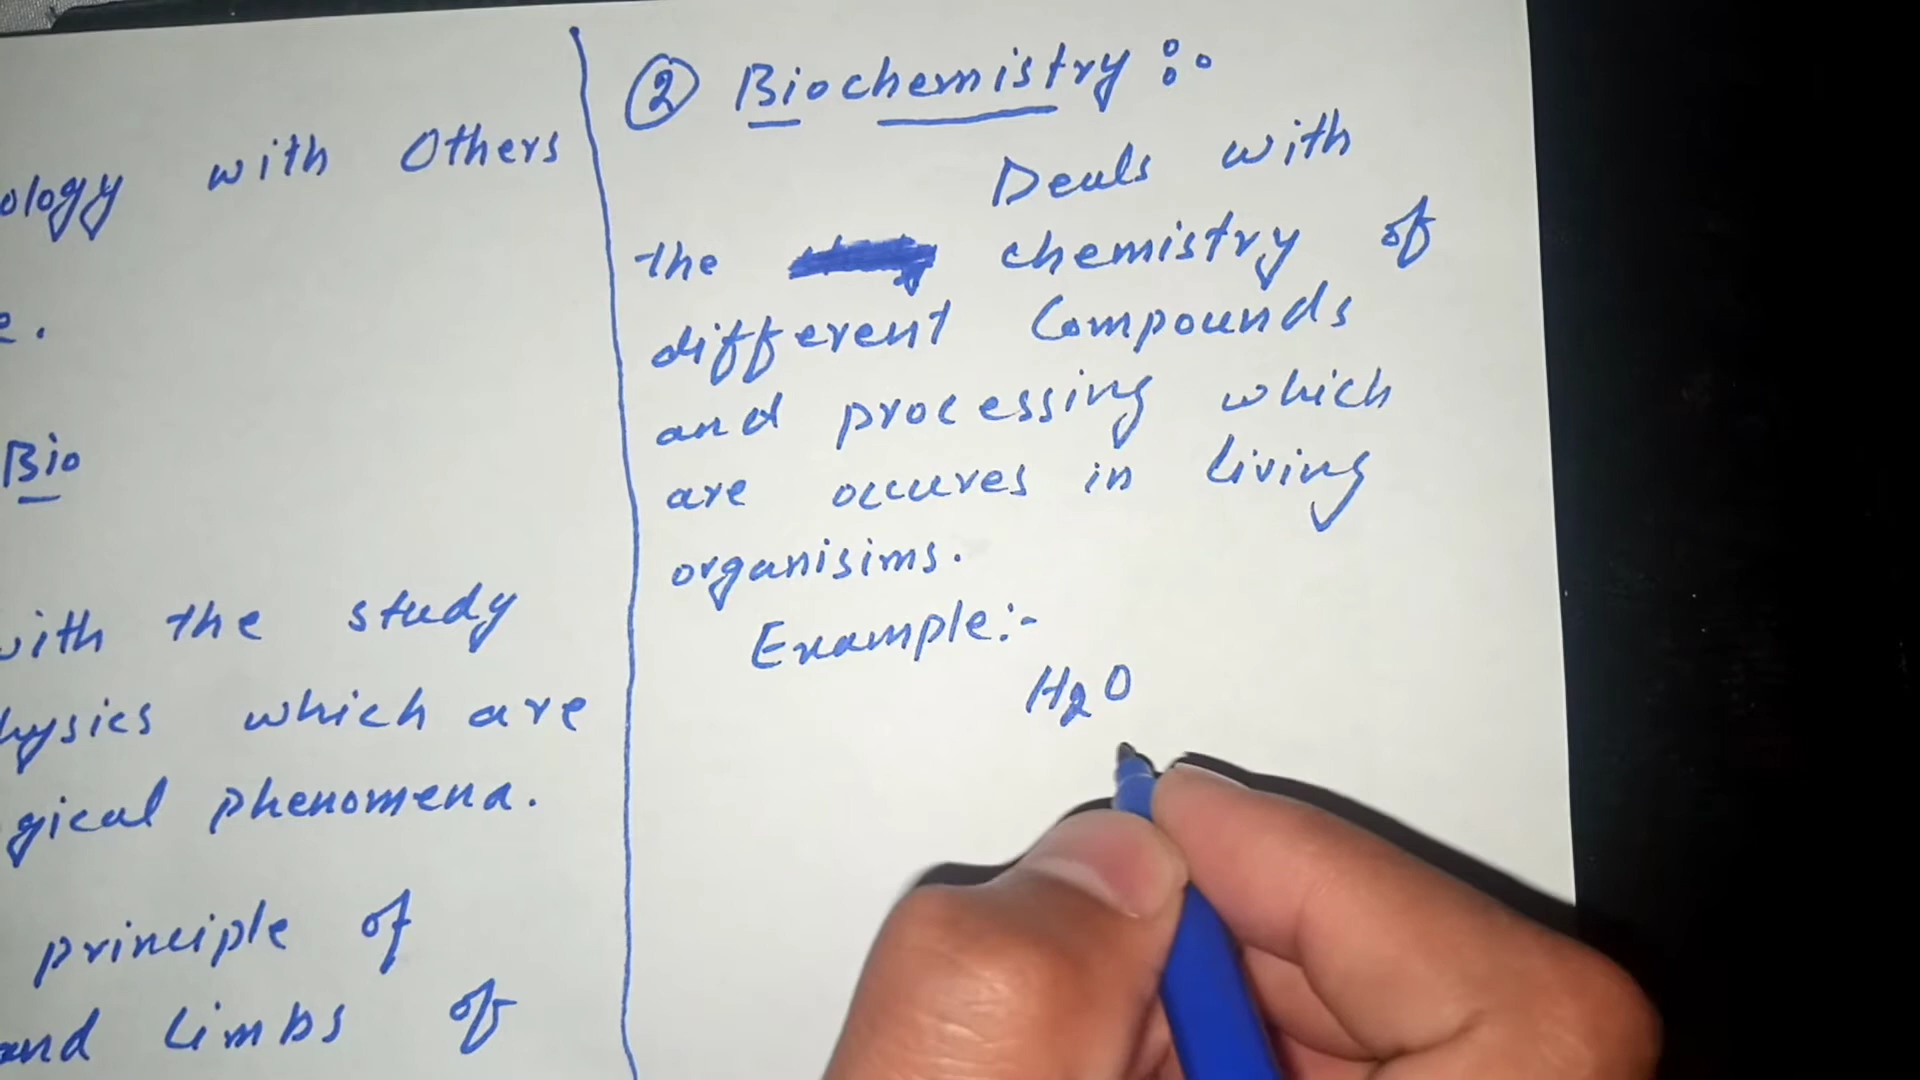 ology with Others
e.
Bio
with the study
hysics which are
gical phenomena.
principle of
and Limbs of
② Biochemistry :-
Deals with
the chemistry of
different Compounds
and processing which
are occures in living
organisims.
Example:-
H2O